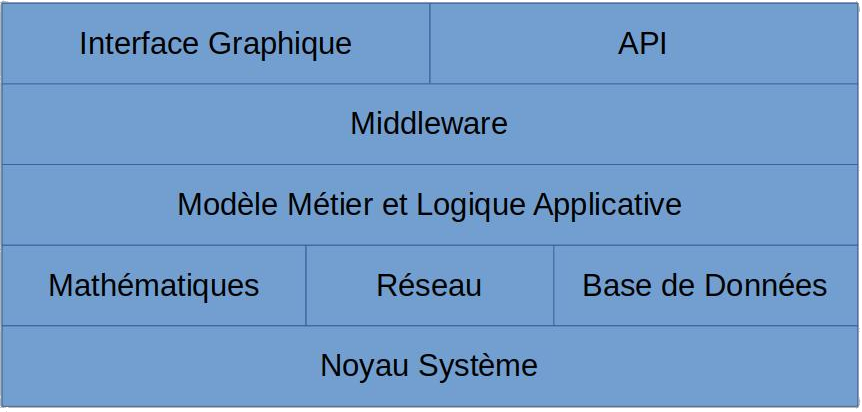 Interface Graphique
API
Middleware
Modèle Métier et Logique Applicative
Mathématiques
Réseau
Base de Données
Noyau Système